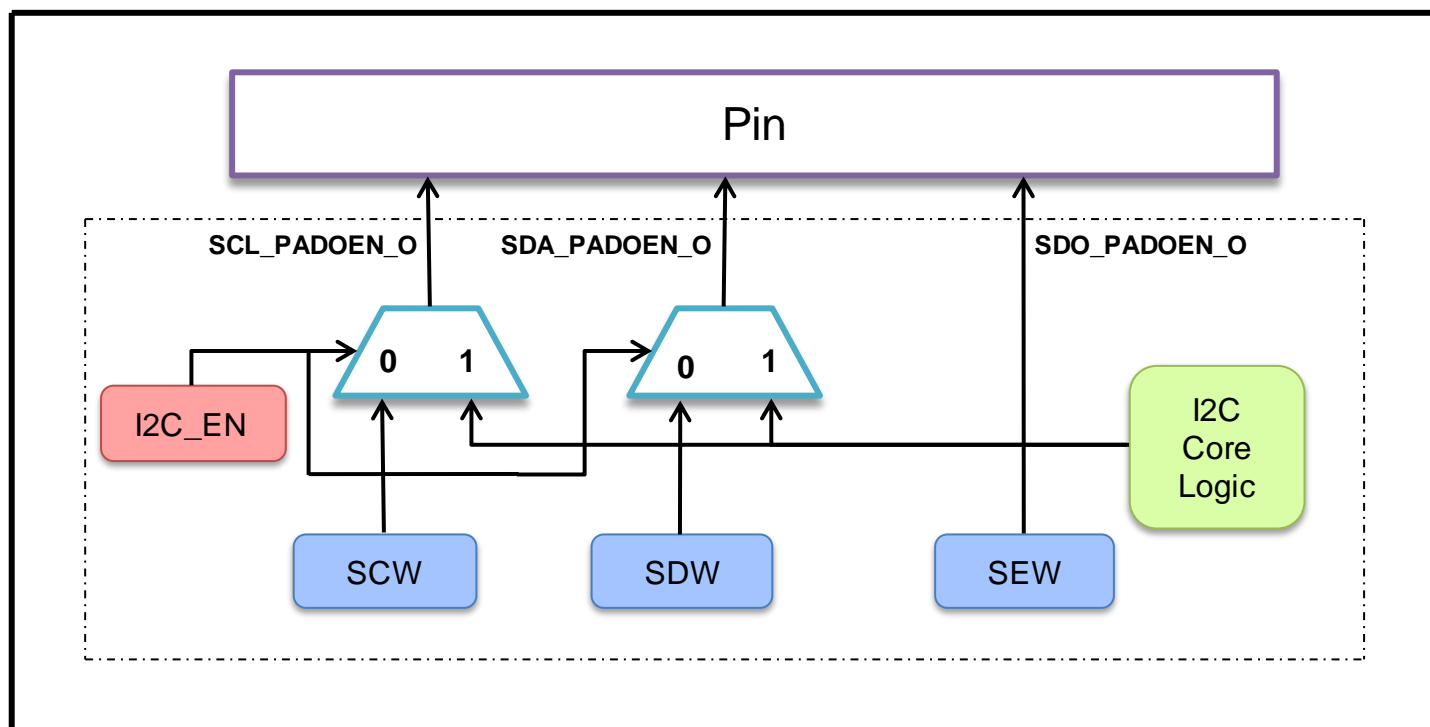 Pin
SCL_PADOEN_O
SDA_PADOEN_O
SDO_PADOEN_O
0
1
0
1
I2C_EN
I2C
Core
Logic
SCW
SDW
SEW